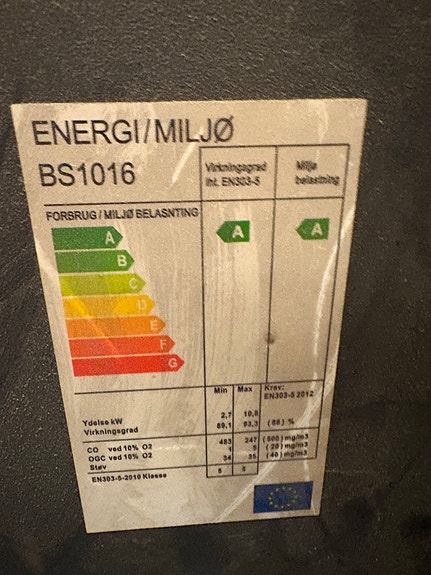 ENERGI/MILJØ
BS1016
Virkningsgrad
iht. EN303-5
Miljø
belastning
FORBRUG / MILJØ BELASNTING
A
A
A
B
C
D
E
F
G
Min Max Krav:
EN303-5 2012
Ydelse kW 2,7 10,0
Virkningsgrad 89,1 93,3 (88) %
CO ved 10% O2 483 247 (500) mg/m3
OGC ved 10% O2 1 5 (20) mg/m3
Støv 34 35 (40) mg/m3
EN303-5-2010 Klasse 5 5